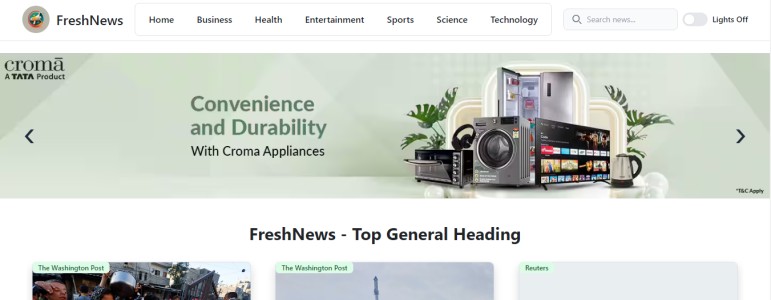 FreshNews
Home Business Health Entertainment Sports Science Technology
Search news...
Lights Off
cromā
A TATA Product
Convenience
and Durability
With Croma Appliances
*T&C Apply
FreshNews - Top General Heading
The Washington Post
The Washington Post
Reuters